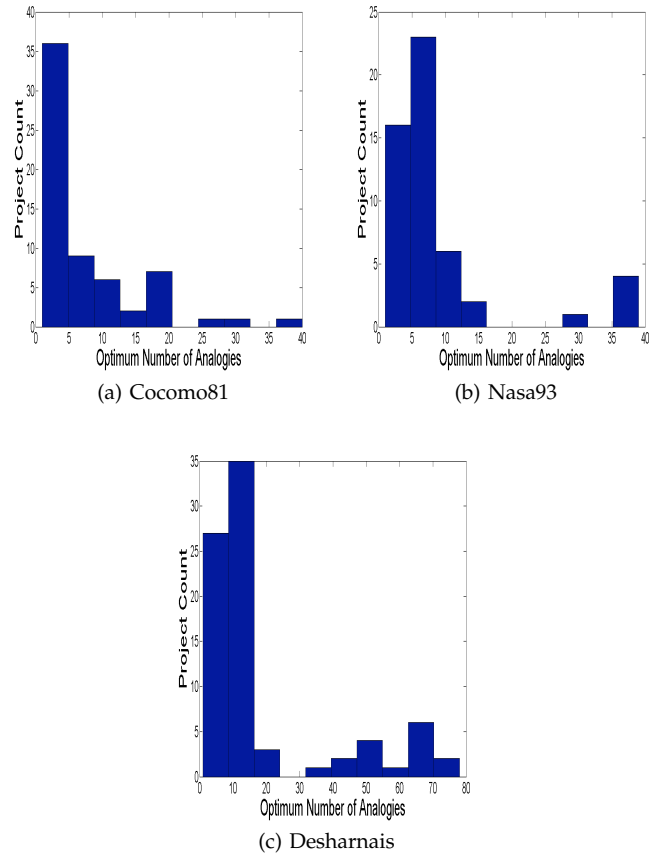 40
35
30
25
20
15
10
5
0
Project Count
0 5 10 15 20 25 30 35 40
Optimum Number of Analogies
(a) Cocomo81
25
20
15
10
5
0
Project Count
0 5 10 15 20 25 30 35 40
Optimum Number of Analogies
(b) Nasa93
35
30
25
20
15
10
5
0
Project Count
0 10 20 30 40 50 60 70 80
Optimum Number of Analogies
(c) Desharnais